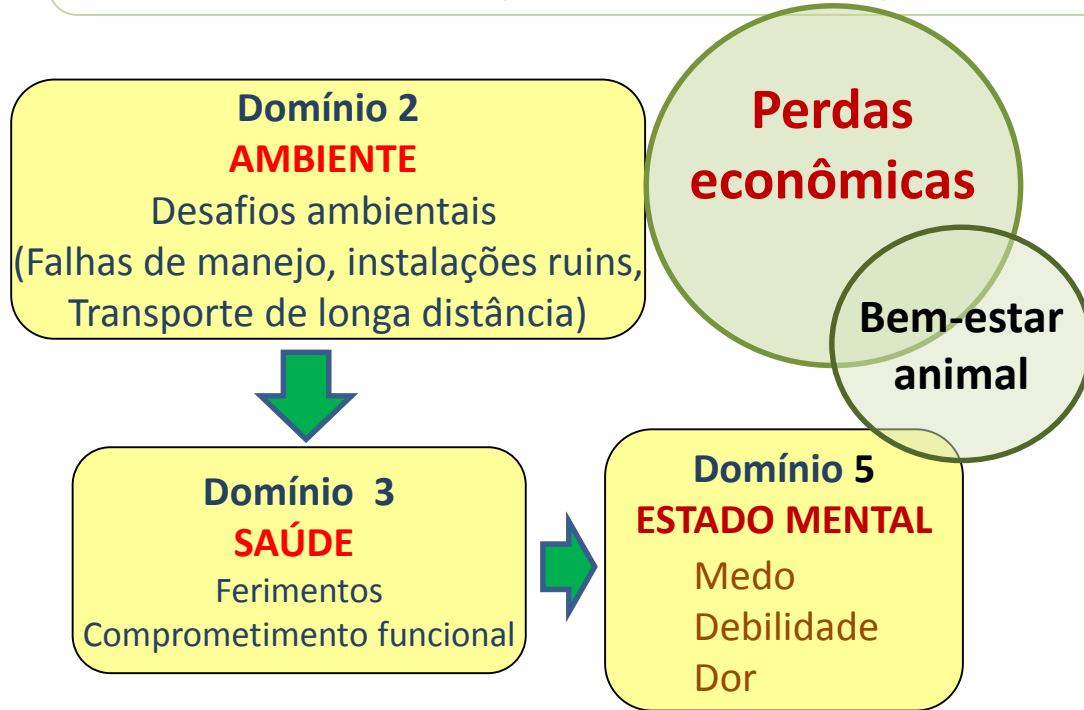 Domínio 2
AMBIENTE
Desafios ambientais
(Falhas de manejo, instalações ruins,
Transporte de longa distância)
Perdas
econômicas
Bem-estar
animal
Domínio 3
SAÚDE
Ferimentos
Comprometimento funcional
Domínio 5
ESTADO MENTAL
Medo
Debilidade
Dor